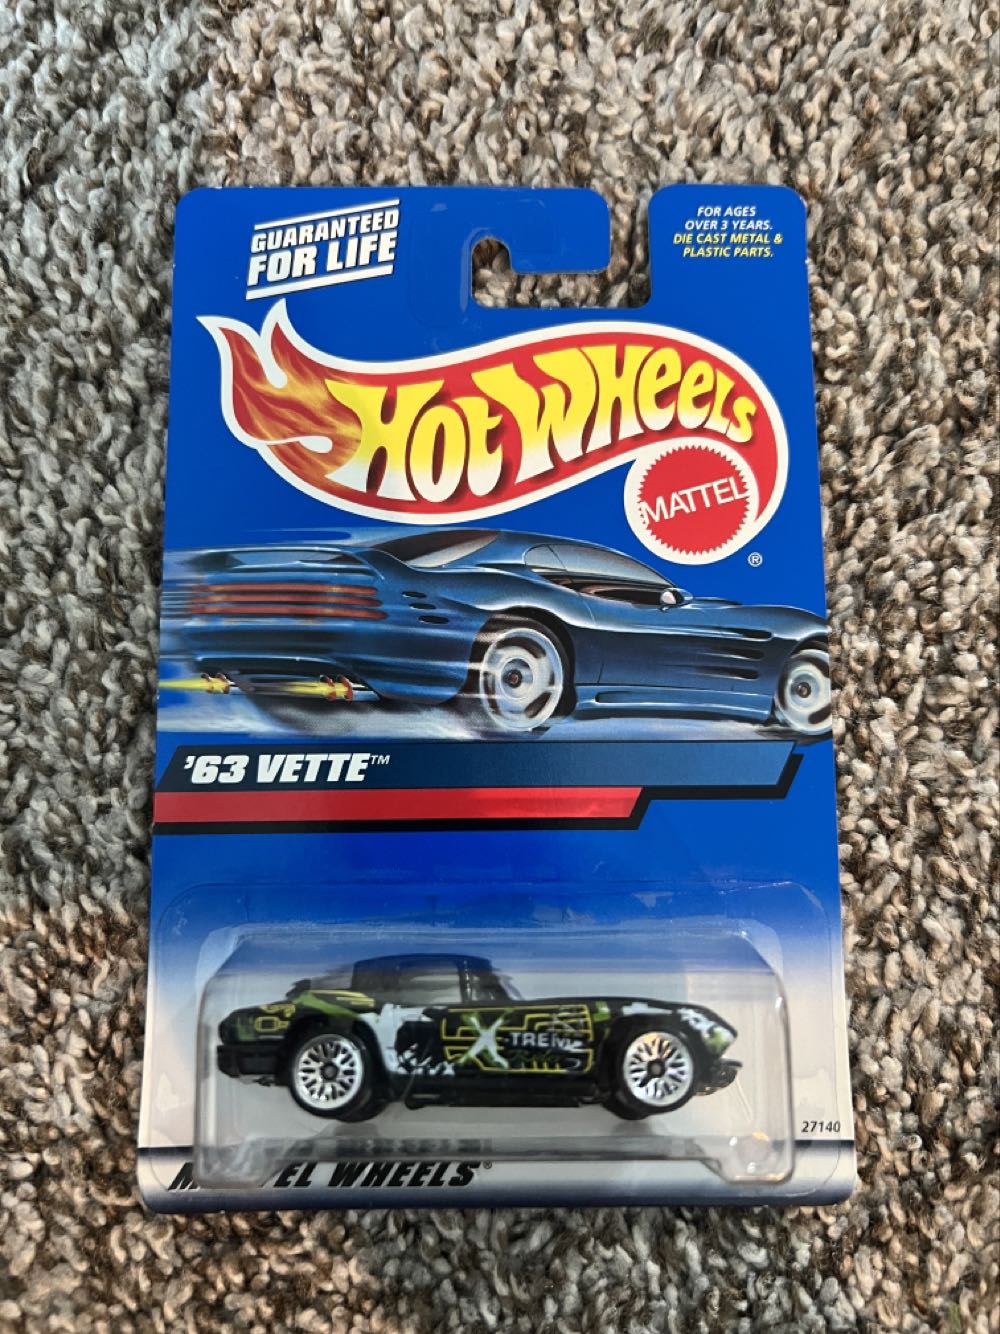 GUARANTEED
FOR LIFE
FOR AGES
OVER 3 YEARS.
DIE CAST METAL &
PLASTIC PARTS.
HOT WHEELS
MATTEL
®
'63 VETTE™
X-TREME
27140
WHEELS®